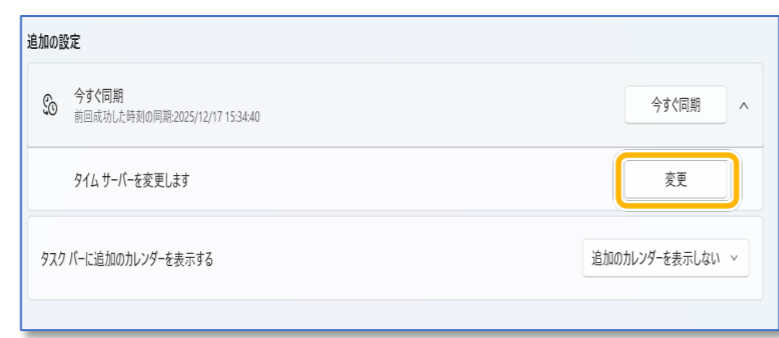 追加の設定
今すぐ同期
前回成功した時刻の同期:2025/12/17 15:34:40
今すぐ同期
タイム サーバーを変更します
変更
タスク バーに追加のカレンダーを表示する
追加のカレンダーを表示しない